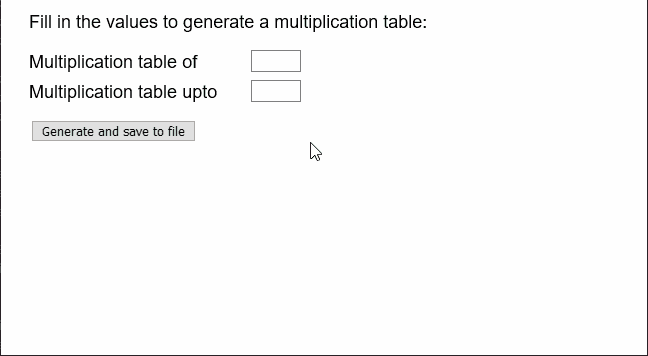 Fill in the values to generate a multiplication table:
Multiplication table of
Multiplication table upto
Generate and save to file